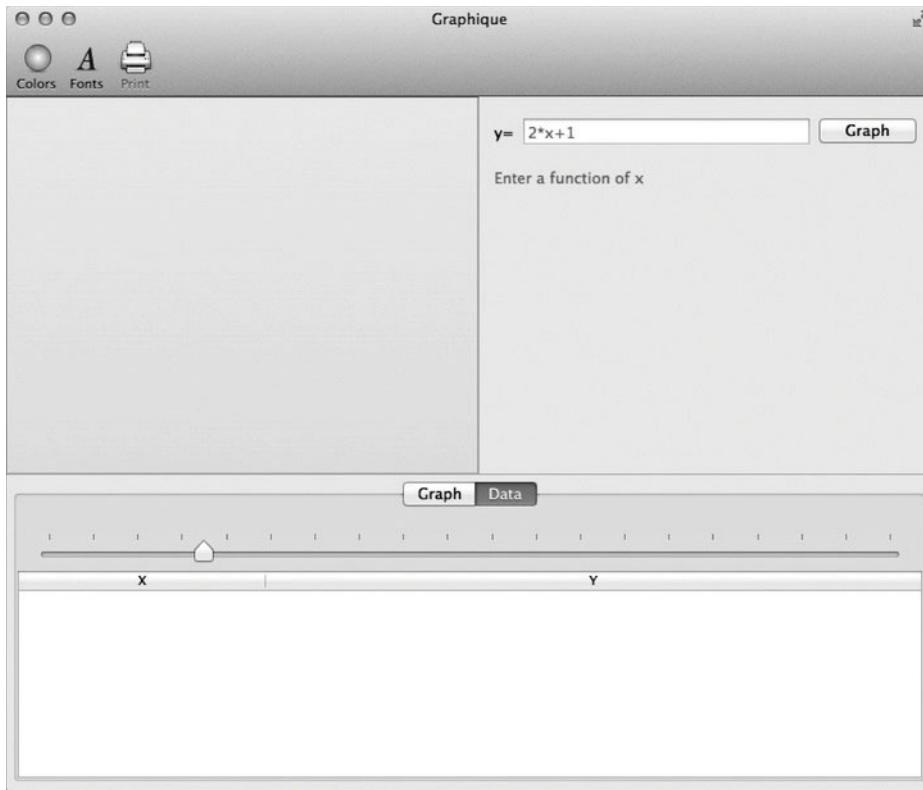 Graphique
Colors Fonts Print
y= 2*x+1 Graph
Enter a function of x
Graph Data
X Y